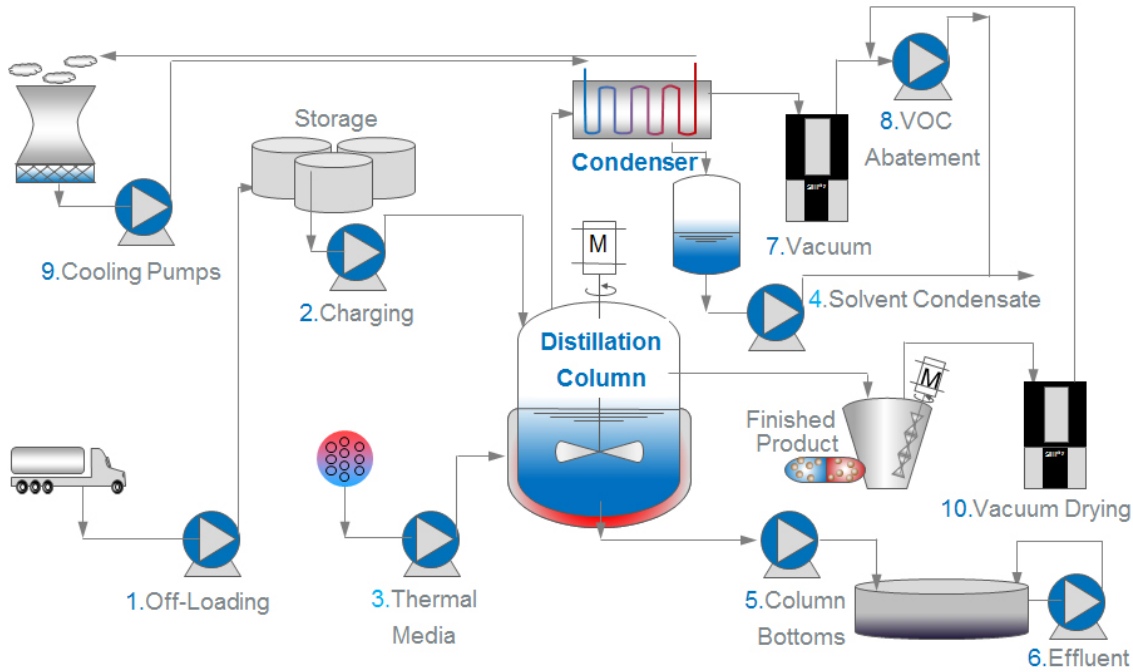 Storage
8.VOC
Abatement
Condenser
M
7.Vacuum
9.Cooling Pumps
2.Charging
4.Solvent Condensate
Distillation
Column
M
Finished
Product
10.Vacuum Drying
1.Off-Loading
3.Thermal
Media
5.Column
Bottoms
6.Effluent